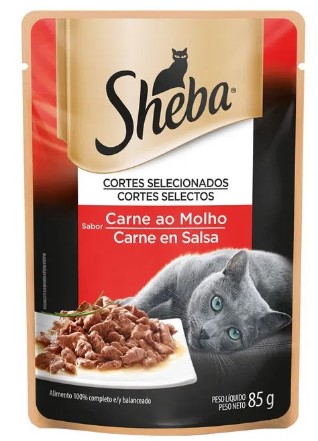 Sheba
CORTES SELECIONADOS
CORTES SELECTOS
Sabor Carne ao Molho
Carne en Salsa
Alimento 100% completo e/y balanceado
PESO LÍQUIDO
PESO NETO 85 g